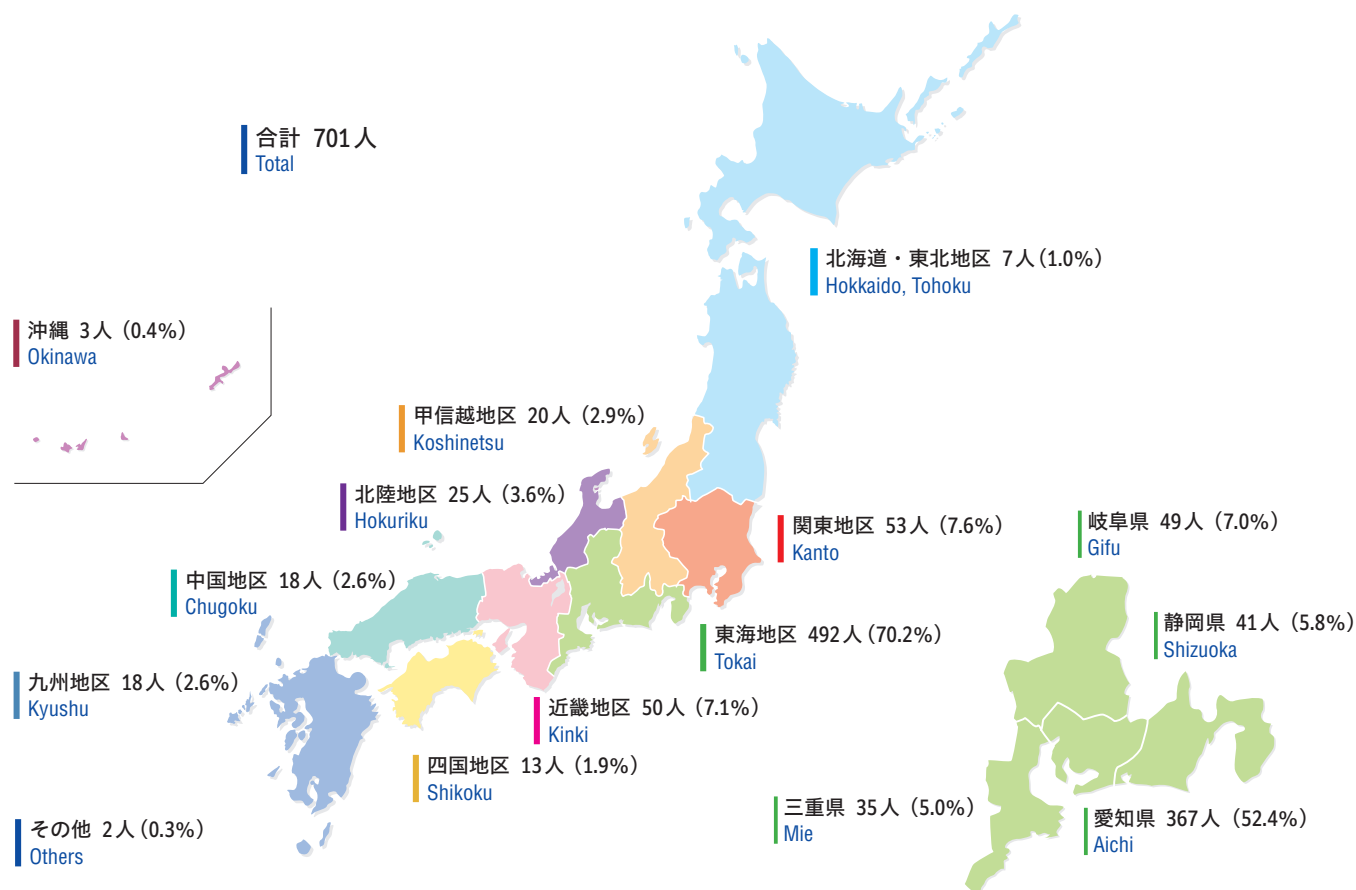 合計 701人
Total
北海道・東北地区 7人(1.0%)
Hokkaido, Tohoku
沖縄 3人 (0.4%)
Okinawa
甲信越地区 20人 (2.9%)
Koshinetsu
北陸地区 25人 (3.6%)
Hokuriku
関東地区 53人 (7.6%)
Kanto
岐阜県 49人 (7.0%)
Gifu
中国地区 18人 (2.6%)
Chugoku
静岡県 41人 (5.8%)
Shizuoka
東海地区 492人(70.2%)
Tokai
九州地区 18人 (2.6%)
Kyushu
近畿地区 50人 (7.1%)
Kinki
四国地区 13人 (1.9%)
Shikoku
三重県 35人 (5.0%)
Mie
愛知県 367人 (52.4%)
Aichi
その他 2人(0.3%)
Others